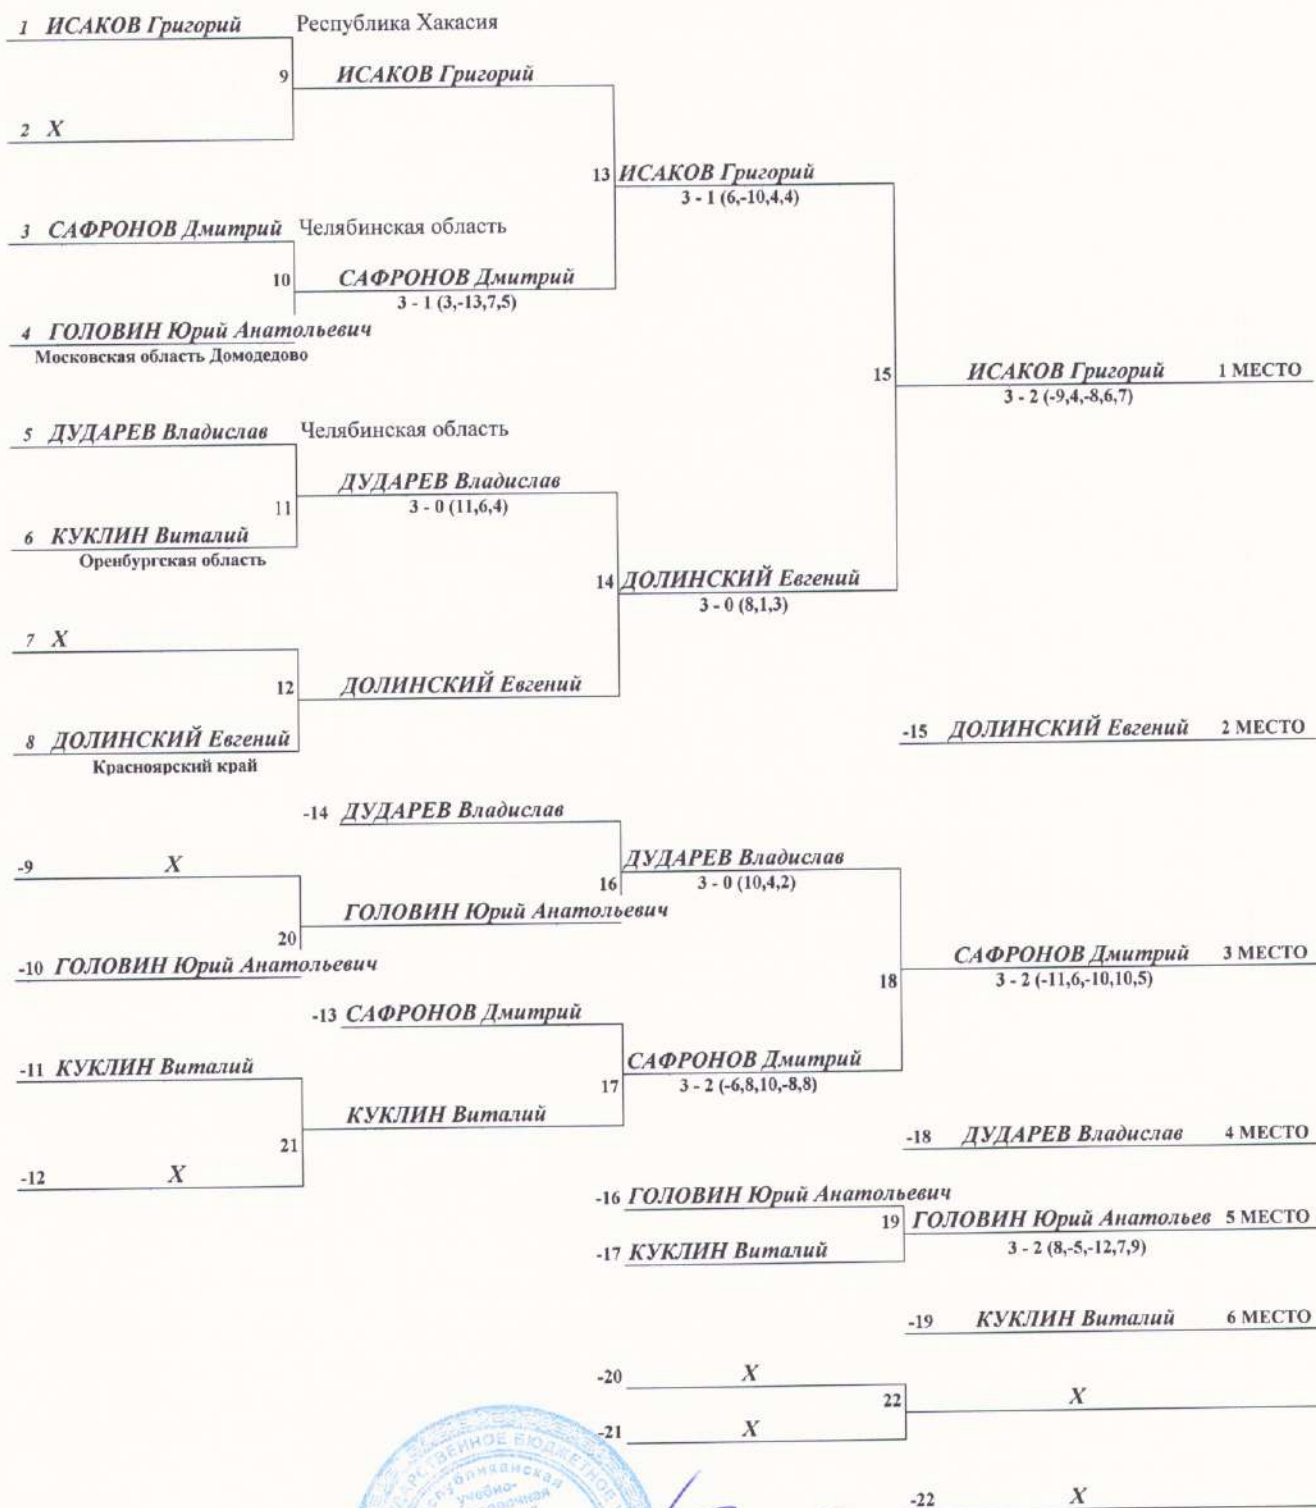 1 ИСАКОВ Григорий Республика Хакасия
9 ИСАКОВ Григорий
2 X
13 ИСАКОВ Григорий
3 - 1 (6,-10,4,4)
3 САФРОНОВ Дмитрий Челябинская область
10 САФРОНОВ Дмитрий
3 - 1 (3,-13,7,5)
4 ГОЛОВИН Юрий Анатольевич
Московская область Домодедово
15 ИСАКОВ Григорий 1 МЕСТО
3 - 2 (-9,4,-8,6,7)
5 ДУДАРЕВ Владислав Челябинская область
ДУДАРЕВ Владислав
11 3 - 0 (11,6,4)
6 КУКЛИН Виталий
Оренбургская область
14 ДОЛИНСКИЙ Евгений
3 - 0 (8,1,3)
7 X
12 ДОЛИНСКИЙ Евгений
8 ДОЛИНСКИЙ Евгений
Красноярский край
-15 ДОЛИНСКИЙ Евгений 2 МЕСТО
-14 ДУДАРЕВ Владислав
-9 X
ДУДАРЕВ Владислав
16 3 - 0 (10,4,2)
ГОЛОВИН Юрий Анатольевич
20
-10 ГОЛОВИН Юрий Анатольевич
САФРОНОВ Дмитрий 3 МЕСТО
18 3 - 2 (-11,6,-10,10,5)
-13 САФРОНОВ Дмитрий
-11 КУКЛИН Виталий
САФРОНОВ Дмитрий
17 3 - 2 (-6,8,10,-8,8)
КУКЛИН Виталий
21
-18 ДУДАРЕВ Владислав 4 МЕСТО
-12 X
-16 ГОЛОВИН Юрий Анатольевич
19 ГОЛОВИН Юрий Анатольев 5 МЕСТО
-17 КУКЛИН Виталий 3 - 2 (8,-5,-12,7,9)
-19 КУКЛИН Виталий 6 МЕСТО
-20 X
22 X
-21 X
-22 X